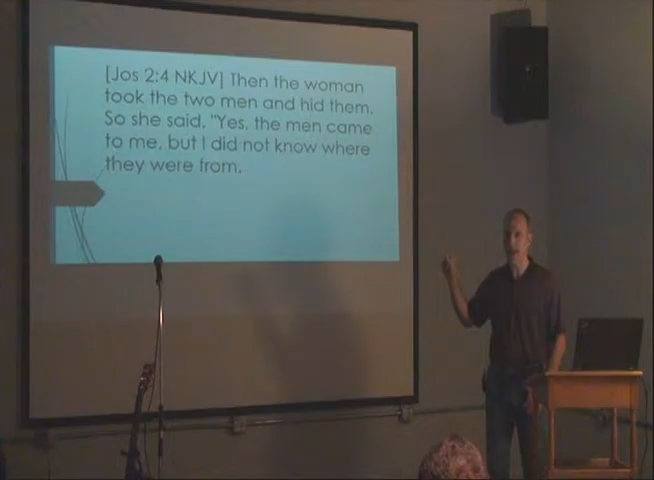 [Jos 2:4 NKJV] Then the woman
took the two men and hid them.
So she said, "Yes, the men came
to me, but I did not know where
they were from.